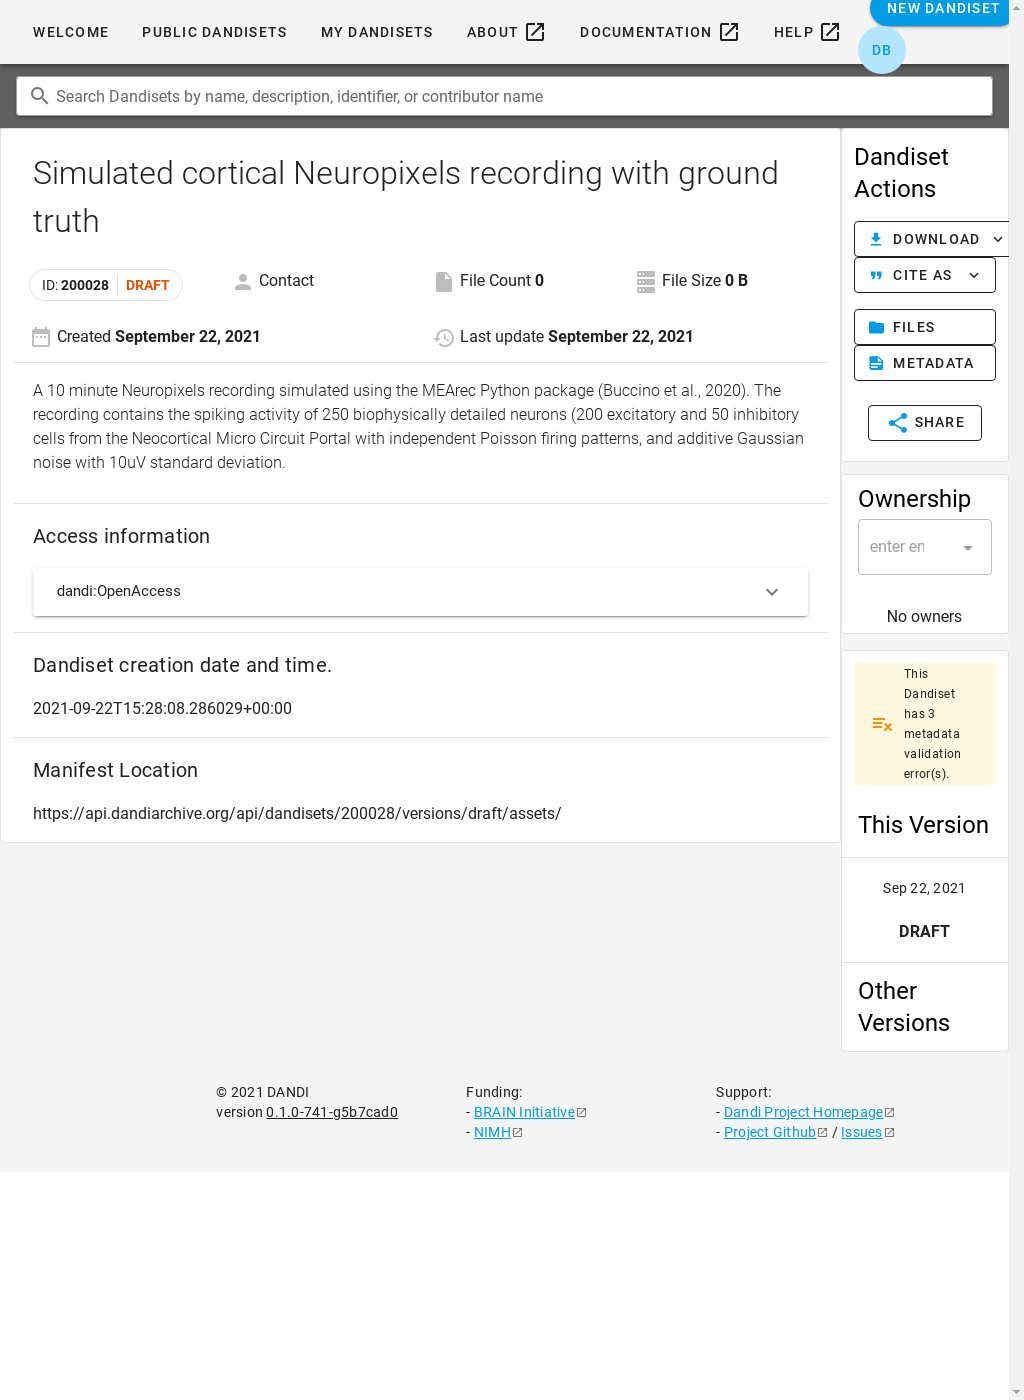 WELCOME
PUBLIC DANDISETS
MY DANDISETS
ABOUT
DOCUMENTATION
HELP
NEW DANDISET
DB
Search Dandisets by name, description, identifier, or contributor name
Simulated cortical Neuropixels recording with ground
truth
ID: 200028 DRAFT
Contact
File Count 0
File Size 0 B
Created September 22, 2021
Last update September 22, 2021
A 10 minute Neuropixels recording simulated using the MEArec Python package (Buccino et al., 2020). The
recording contains the spiking activity of 250 biophysically detailed neurons (200 excitatory and 50 inhibitory
cells from the Neocortical Micro Circuit Portal with independent Poisson firing patterns, and additive Gaussian
noise with 10uV standard deviation.
Access information
dandi:OpenAccess
Dandiset creation date and time.
2021-09-22T15:28:08.286029+00:00
Manifest Location
https://api.dandiarchive.org/api/dandisets/200028/versions/draft/assets/
Dandiset
Actions
DOWNLOAD
CITE AS
FILES
METADATA
SHARE
Ownership
enter en
No owners
This
Dandiset
has 3
metadata
validation
error(s).
This Version
Sep 22, 2021
DRAFT
Other
Versions
© 2021 DANDI
version 0.1.0-741-g5b7cad0
Funding:
- BRAIN Initiative
- NIMH
Support:
- Dandi Project Homepage
- Project Github / Issues